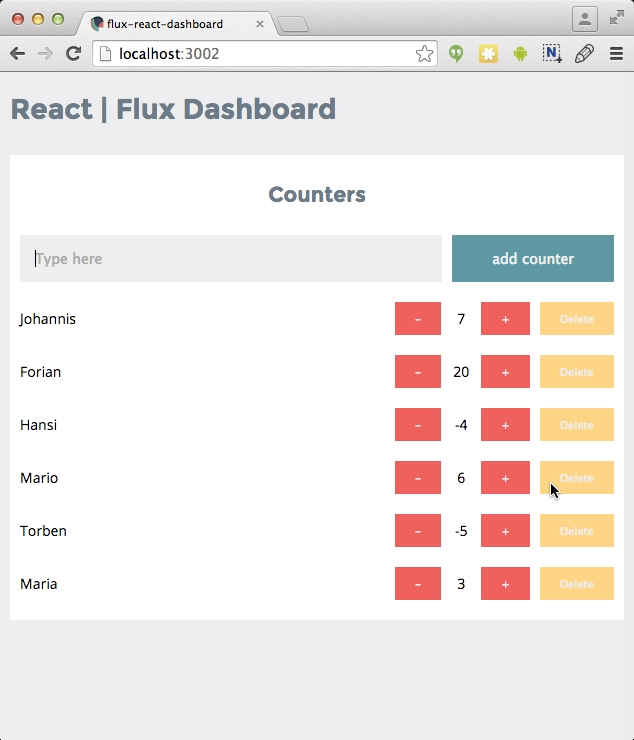 flux-react-dashboard
localhost:3002
React | Flux Dashboard
Counters
Type here
add counter
Johannis - 7 + Delete
Forian - 20 + Delete
Hansi - -4 + Delete
Mario - 6 + Delete
Torben - -5 + Delete
Maria - 3 + Delete